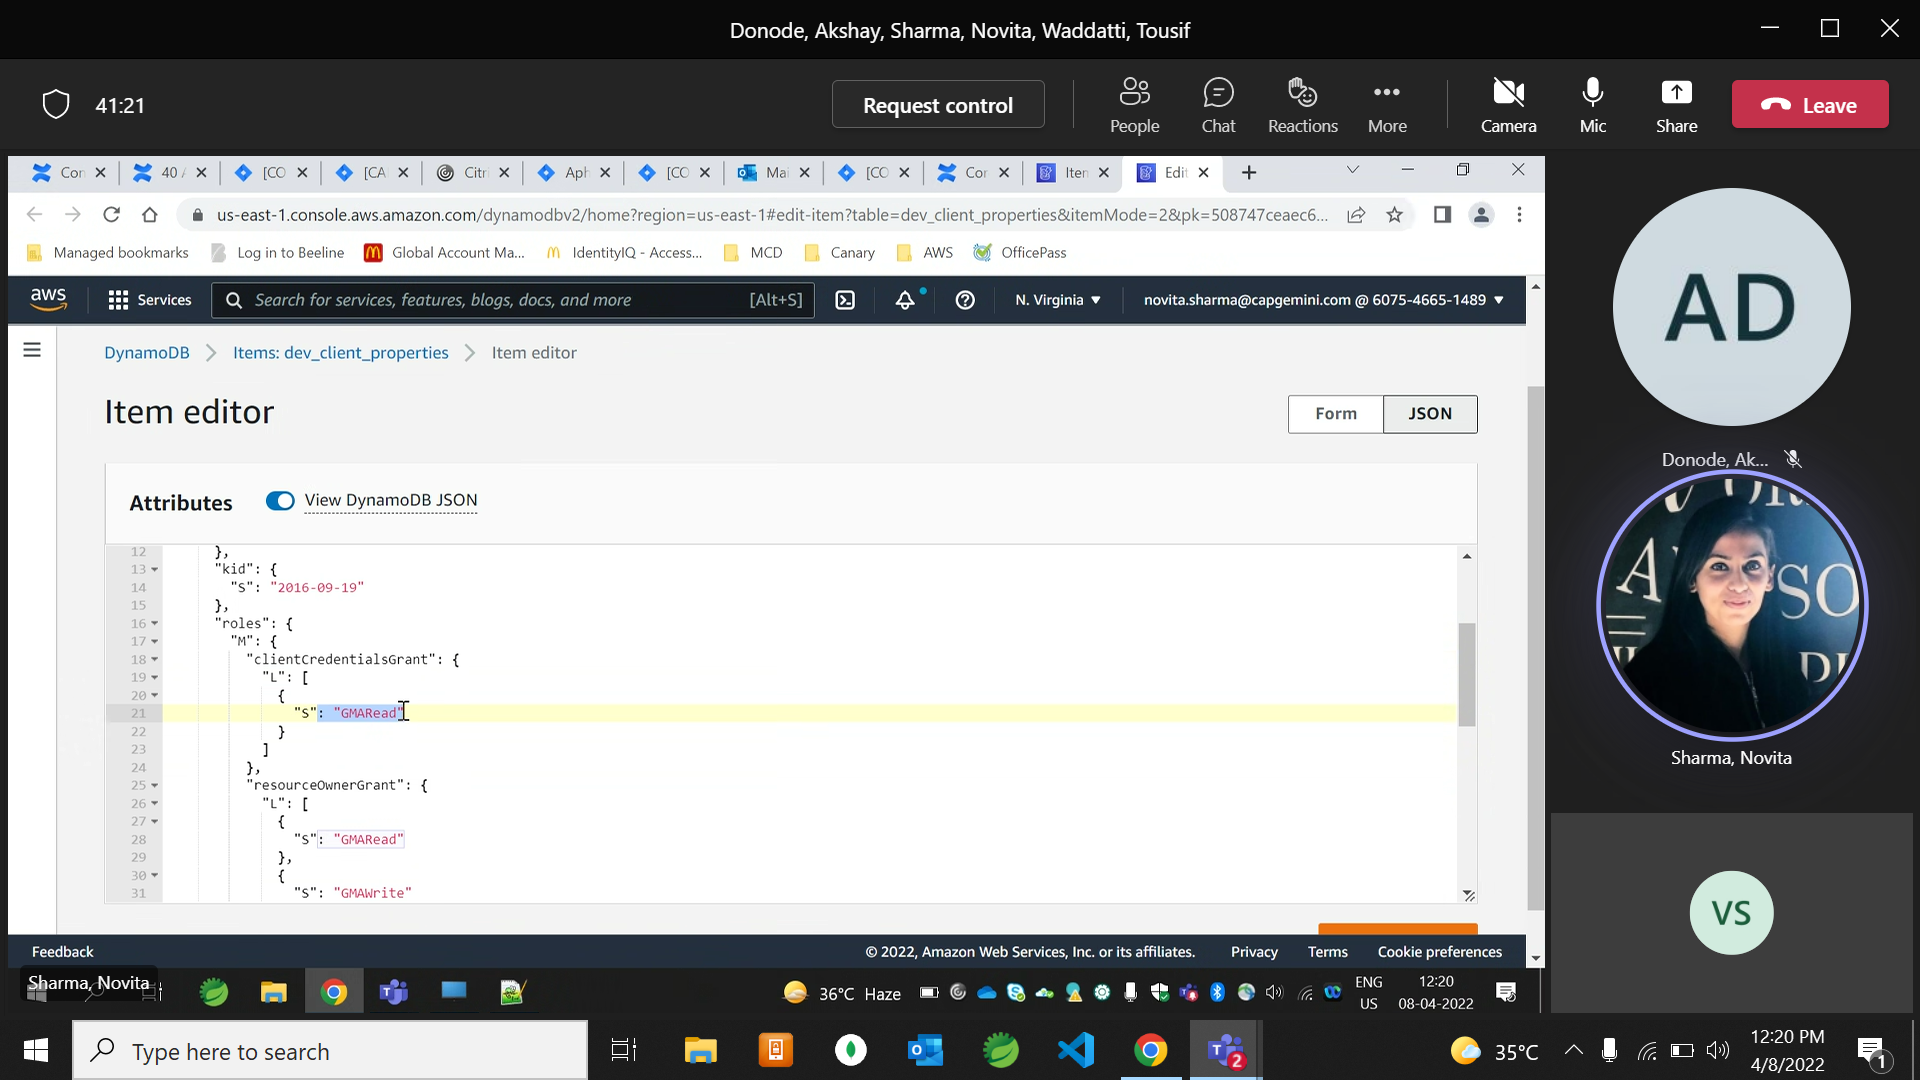 Donode, Akshay, Sharma, Novita, Waddatti, Tousif
41:21
Request control
People
Chat
Reactions
More
Camera
Mic
Share
Leave
Con
40 /
[CO
[CA
Citri
Aph
[CO
Mai
[CO
Cor
Iten
Edit
us-east-1.console.aws.amazon.com/dynamodbv2/home?region=us-east-1#edit-item?table=dev_client_properties&itemMode=2&pk=508747ceaec6...
Managed bookmarks
Log in to Beeline
Global Account Ma...
IdentityIQ - Access...
MCD
Canary
AWS
OfficePass
aws
Services
Search for services, features, blogs, docs, and more
[Alt+S]
N. Virginia
novita.sharma@capgemini.com @ 6075-4665-1489
DynamoDB
Items: dev_client_properties
Item editor
Item editor
Form
JSON
Attributes
View DynamoDB JSON
12 },
13 "kid": {
14 "S": "2016-09-19"
15 },
16 "roles": {
17 "M": {
18 "clientCredentialsGrant": {
19 "L": [
20 {
21 "S": "GMARead"
22 }
23 ]
24 },
25 "resourceOwnerGrant": {
26 "L": [
27 {
28 "S": "GMARead"
29 },
30 {
31 "S": "GMAWrite"
Feedback
© 2022, Amazon Web Services, Inc. or its affiliates.
Privacy
Terms
Cookie preferences
Sharma, Novita
36°C Haze
ENG
US
12:20
08-04-2022
AD
Donode, Ak...
Sharma, Novita
VS
Type here to search
2
35°C
12:20 PM
4/8/2022
1